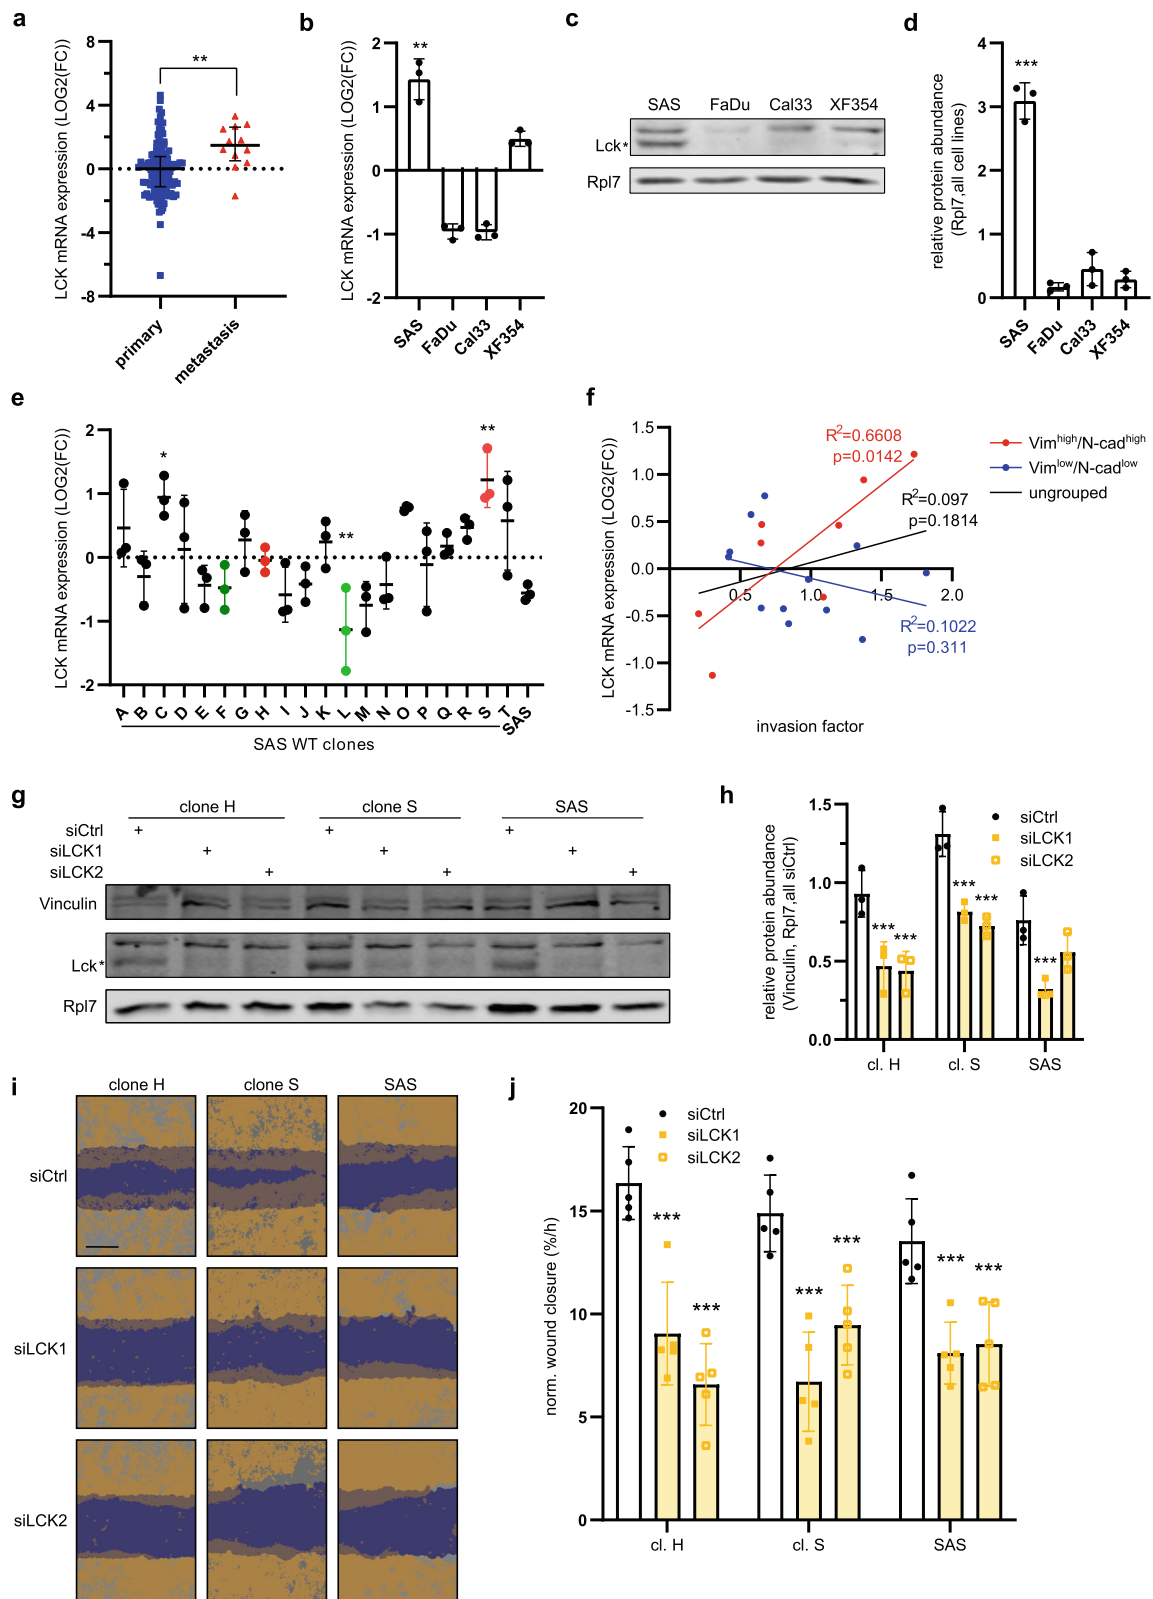 a
LCK mRNA expression (LOG2(FC))
8
4
0
-4
-8
**
primary
metastasis
b
LCK mRNA expression (LOG2(FC))
2
1
0
-1
-2
**
SAS
FaDu
Cal33
XF354
c
SAS FaDu Cal33 XF354
Lck*
Rpl7
d
relative protein abundance
(Rpl7,all cell lines)
4
3
2
1
0
***
SAS
FaDu
Cal33
XF354
e
LCK mRNA expression (LOG2(FC))
2
1
0
-1
-2
*
**
**
A B C D E F G H I J K L M N O P Q R S T SAS
SAS WT clones
f
LCK mRNA expression (LOG2(FC))
1.5
1.0
0.5
0.0
-0.5
-1.0
-1.5
0.5 1.0 1.5 2.0
R2=0.6608
p=0.0142
R2=0.097
p=0.1814
R2=0.1022
p=0.311
invasion factor
Vimhigh/N-cadhigh
Vimlow/N-cadlow
ungrouped
g
clone H clone S SAS
siCtrl + + +
siLCK1 + + +
siLCK2 + + +
Vinculin
Lck*
Rpl7
h
relative protein abundance
(Vinculin, Rpl7,all siCtrl)
1.5
1.0
0.5
0.0
siCtrl
siLCK1
siLCK2
*** ***
*** ***
***
cl. H cl. S SAS
i
clone H clone S SAS
siCtrl
siLCK1
siLCK2
j
norm. wound closure (%/h)
20
15
10
5
0
siCtrl
siLCK1
siLCK2
*** ***
*** ***
*** ***
cl. H cl. S SAS